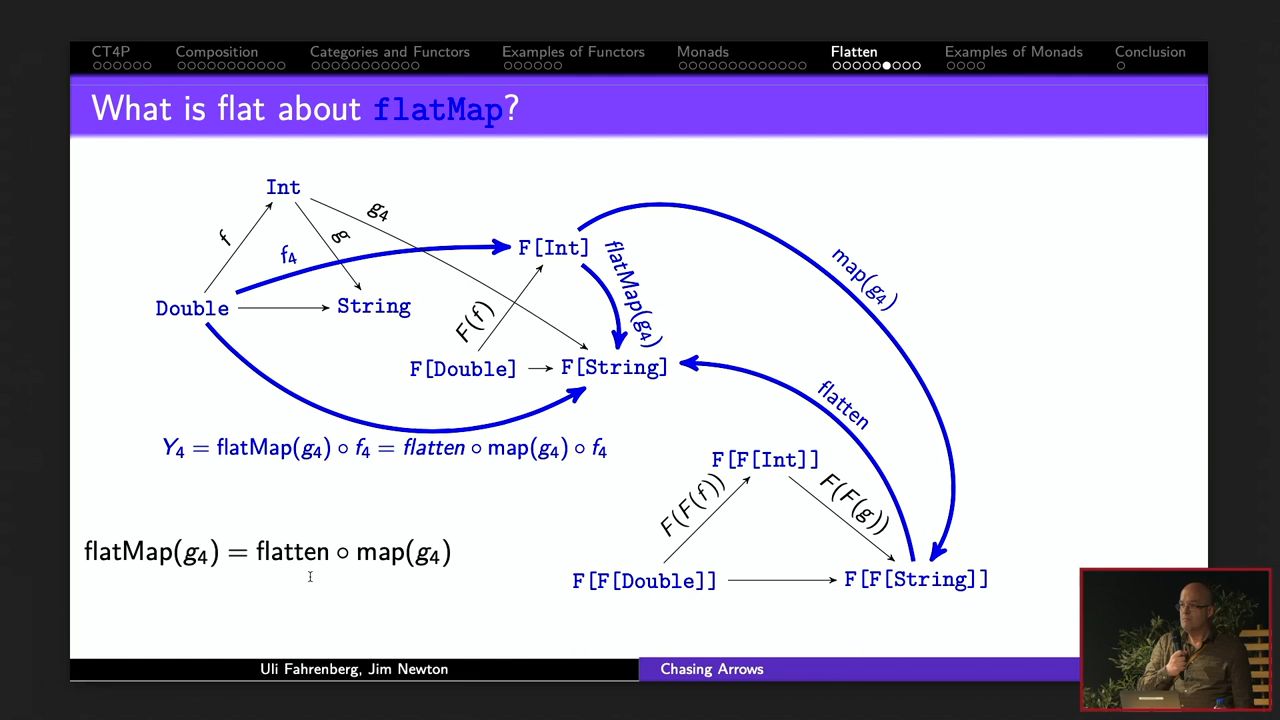 CT4P Composition Categories and Functors Examples of Functors Monads Flatten Examples of Monads Conclusion
What is flat about flatMap?
Int
g₄
f
g
f₄
F[Int]
flatMap(g₄)
map(g₄)
Double
String
F(f)
F[Double]
F[String]
flatten
Y₄ = flatMap(g₄) ∘ f₄ = flatten ∘ map(g₄) ∘ f₄
F[F[Int]]
F(F(f))
F(F(g))
flatMap(g₄) = flatten ∘ map(g₄)
F[F[Double]]
F[F[String]]
Uli Fahrenberg, Jim Newton
Chasing Arrows